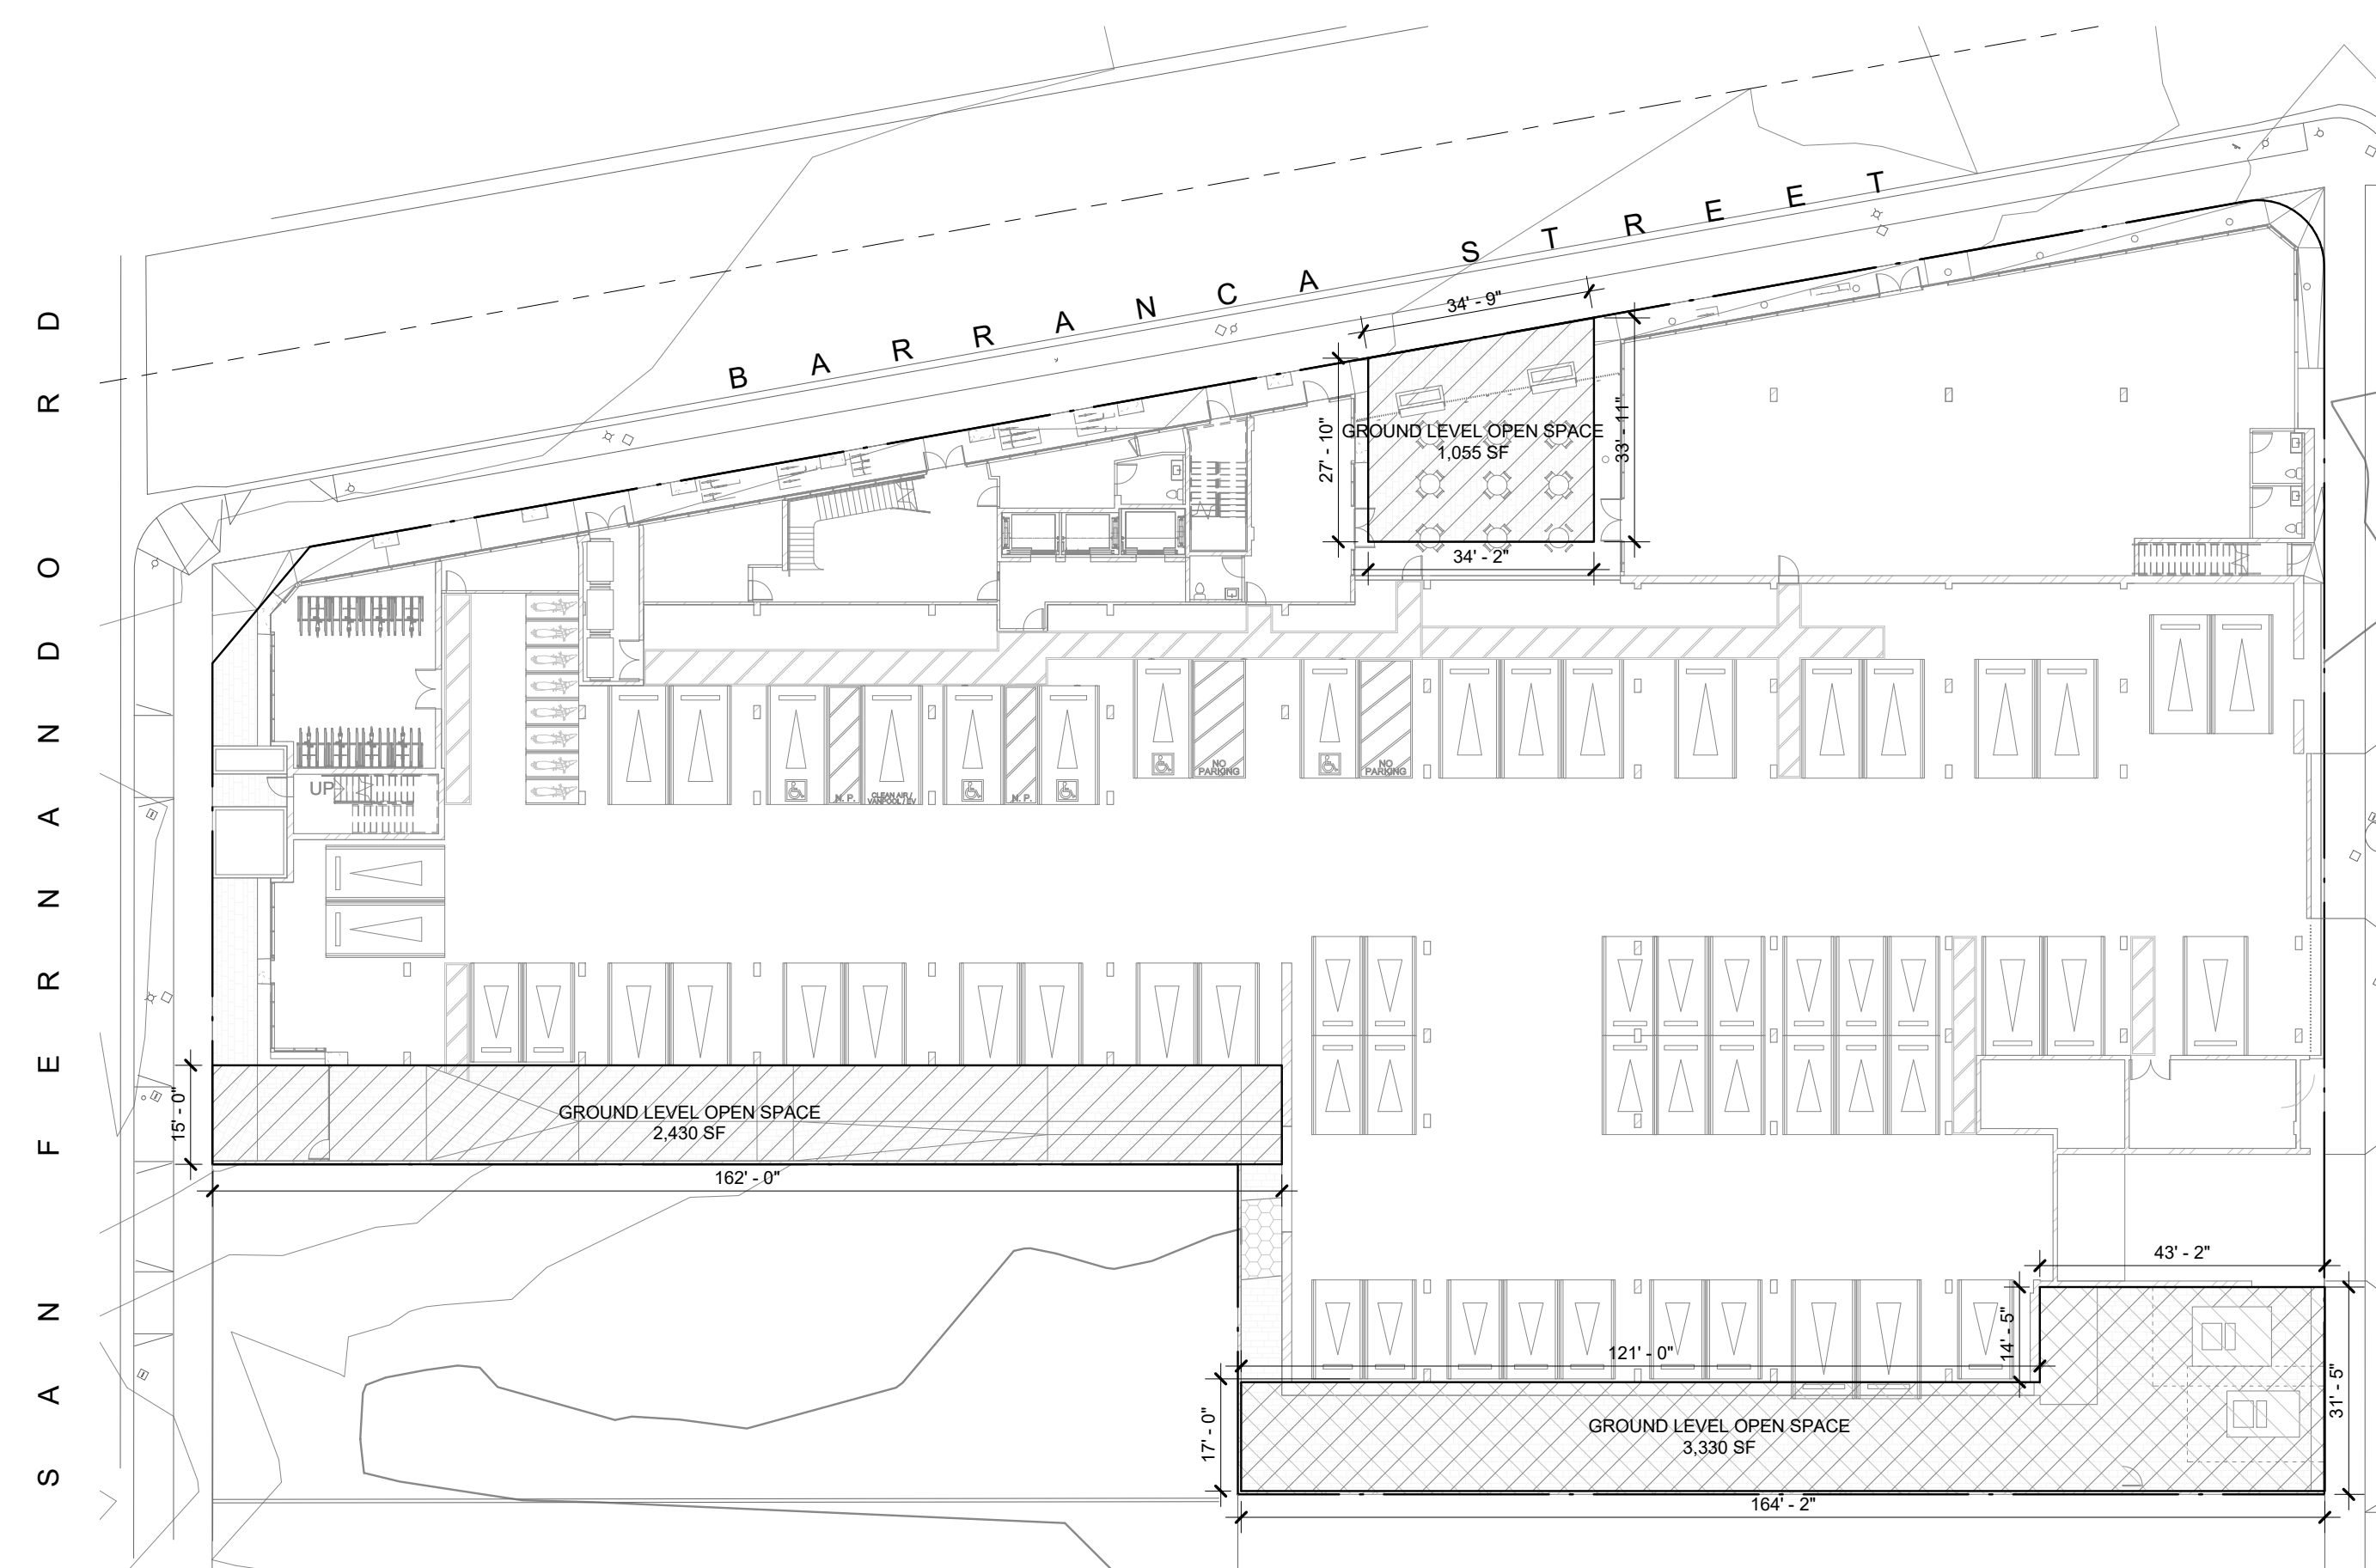 BARRANCA STREET
SAN FERNANDO RD
34' - 9"
27' - 10"
33' - 11"
GROUND LEVEL OPEN SPACE
1,055 SF
34' - 2"
UP
N. P.
CLEAN AIR /
VANPOOL / EV
N. P.
NO
PARKING
NO
PARKING
15' - 0"
GROUND LEVEL OPEN SPACE
2,430 SF
162' - 0"
43' - 2"
14' - 5"
121' - 0"
31' - 5"
17' - 0"
GROUND LEVEL OPEN SPACE
3,330 SF
164' - 2"